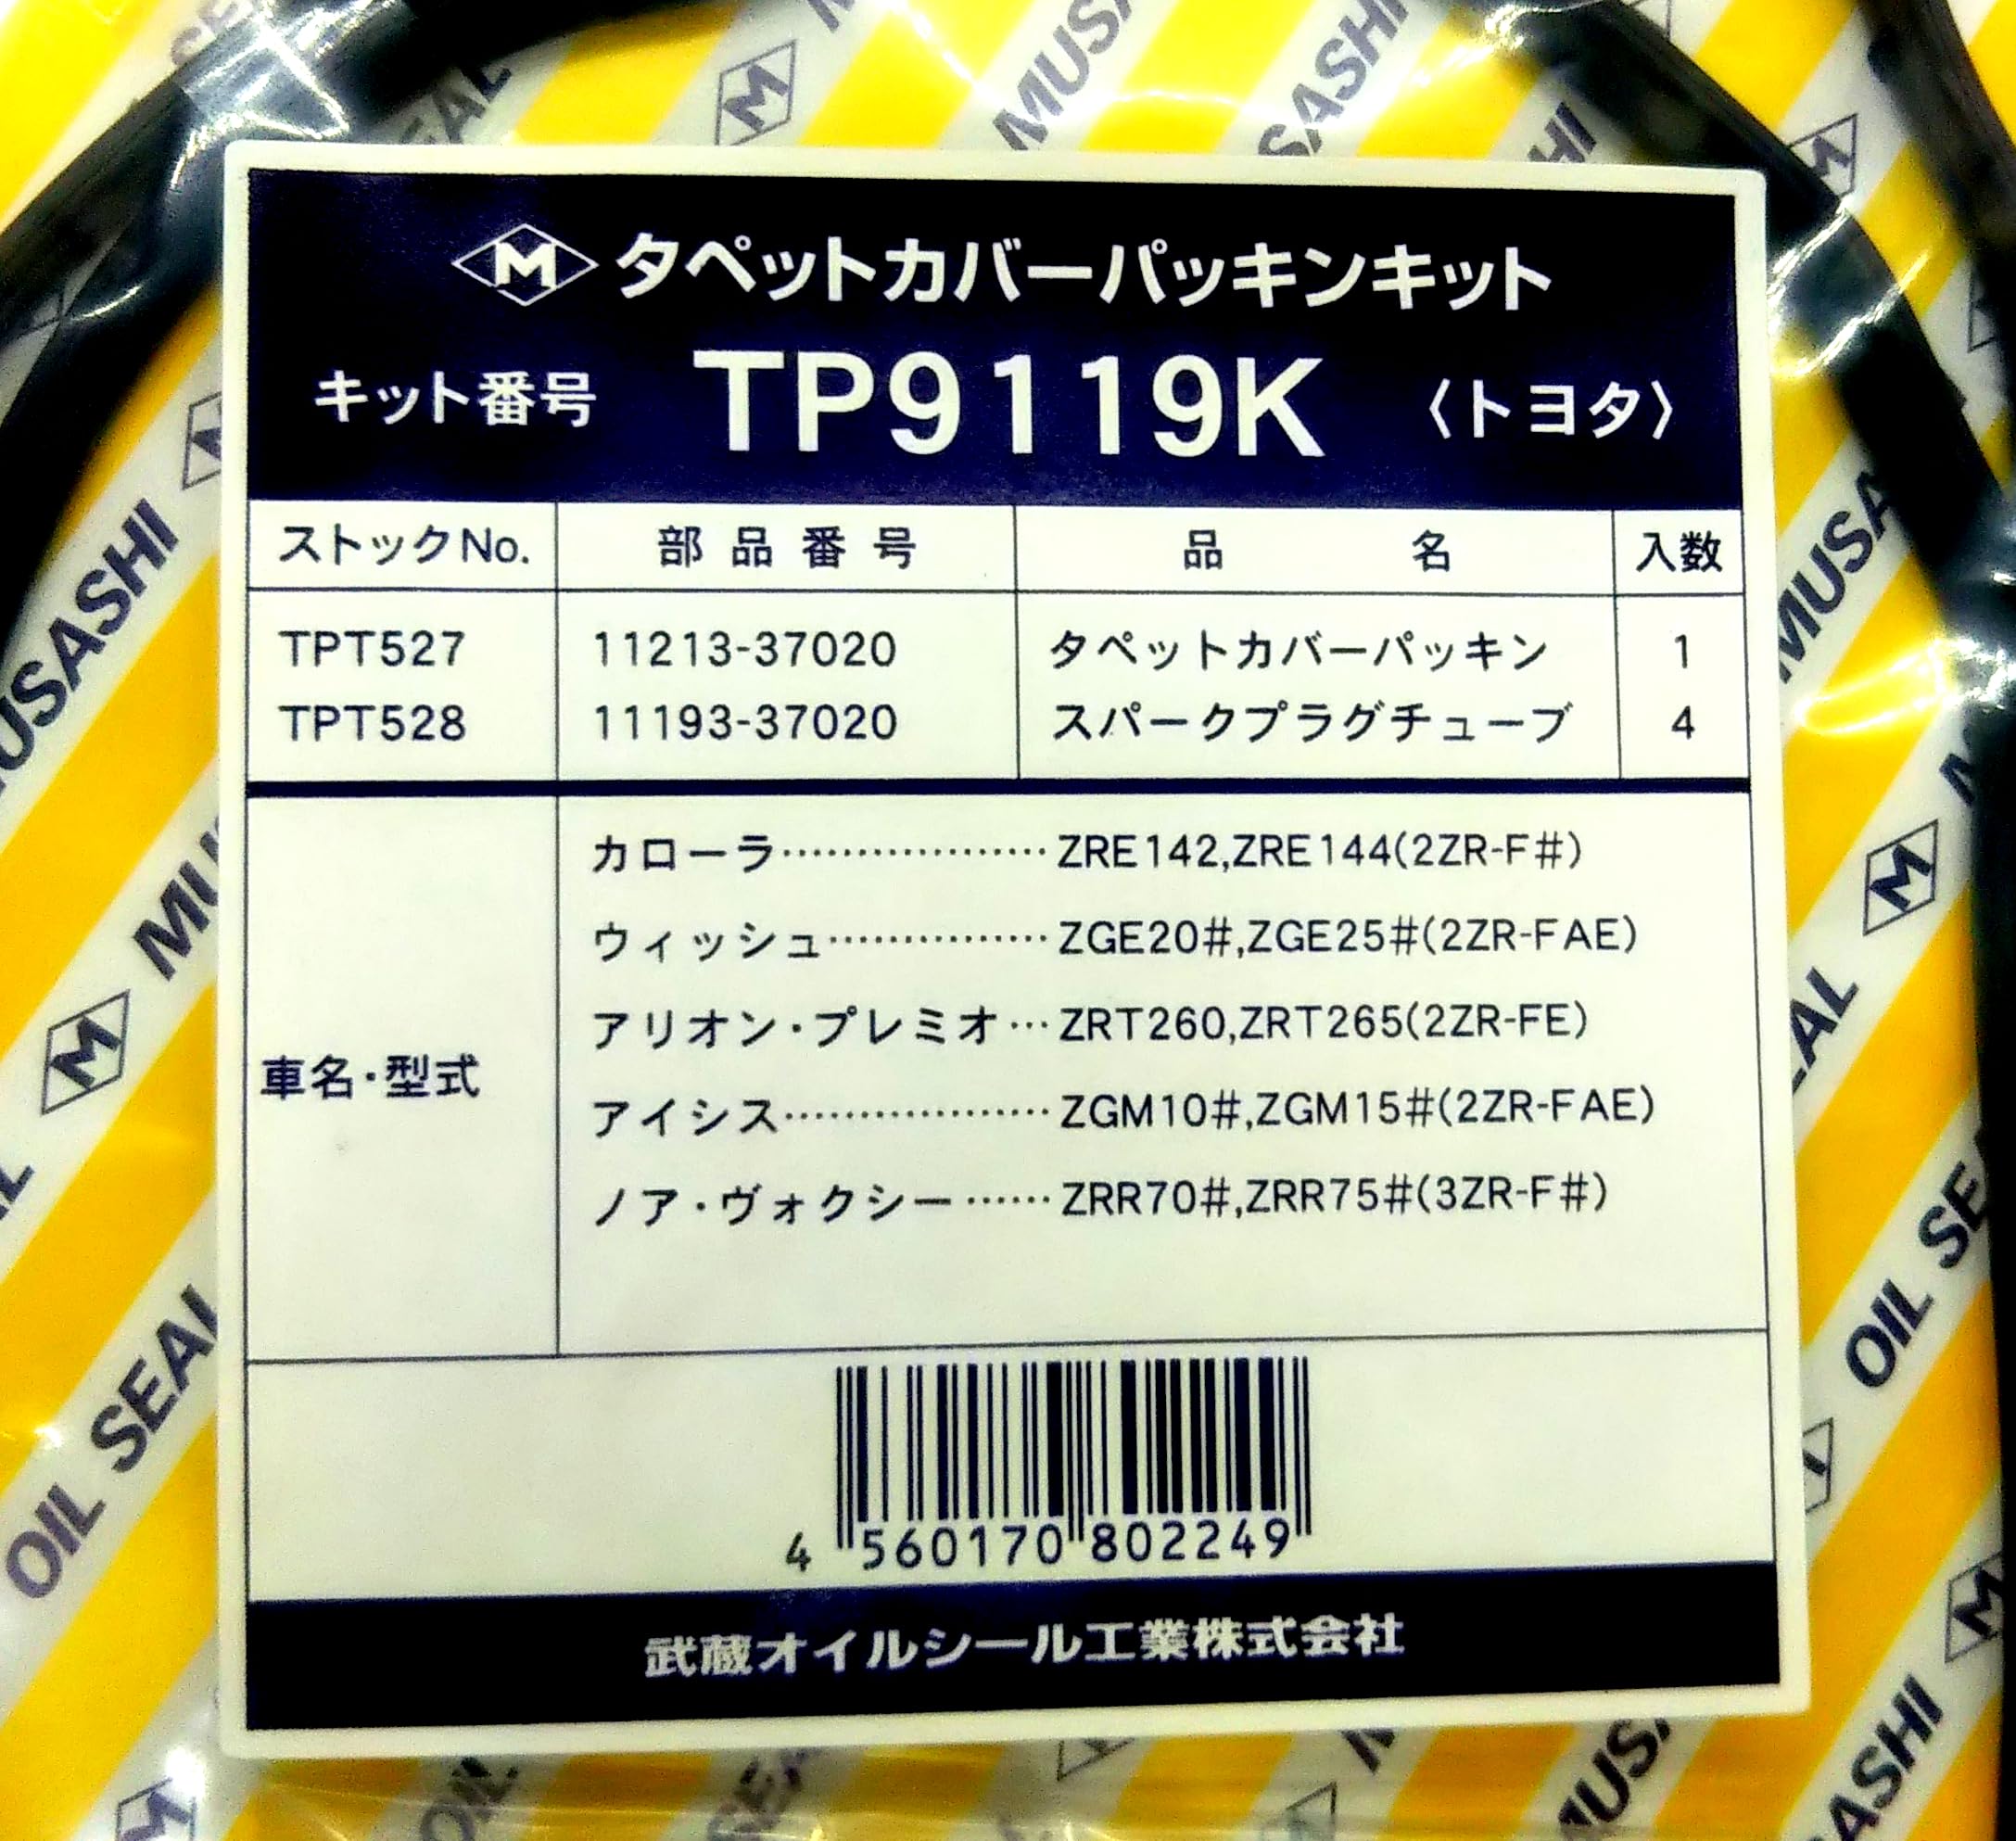 M タペットカバーパッキンキット
キット番号 TP9119K 〈トヨタ〉
ストックNo. 部品番号 品名 入数
TPT527 11213-37020 タペットカバーパッキン 1
TPT528 11193-37020 スパークプラグチューブ 4
車名・型式
カローラ………………… ZRE142,ZRE144(2ZR-F#)
ウィッシュ……………… ZGE20#,ZGE25#(2ZR-FAE)
アリオン・プレミオ… ZRT260,ZRT265(2ZR-FE)
アイシス………………… ZGM10#,ZGM15#(2ZR-FAE)
ノア・ヴォクシー…… ZRR70#,ZRR75#(3ZR-F#)
4 560170 802249
武蔵オイルシール工業株式会社
MUSASHI
OIL SEAL